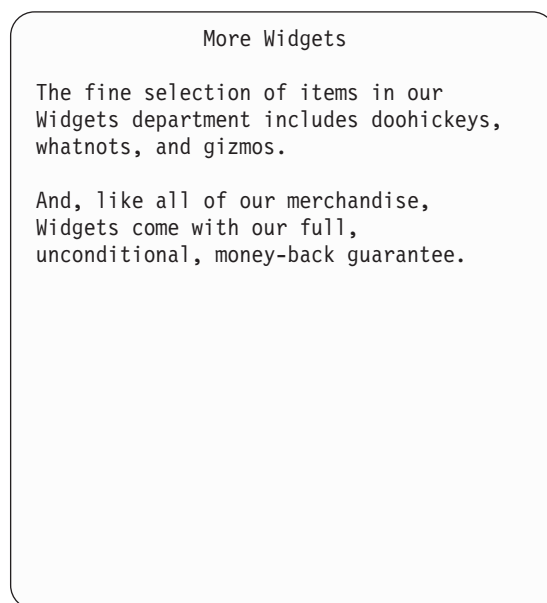 More Widgets
The fine selection of items in our
Widgets department includes doohickeys,
whatnots, and gizmos.
And, like all of our merchandise,
Widgets come with our full,
unconditional, money-back guarantee.